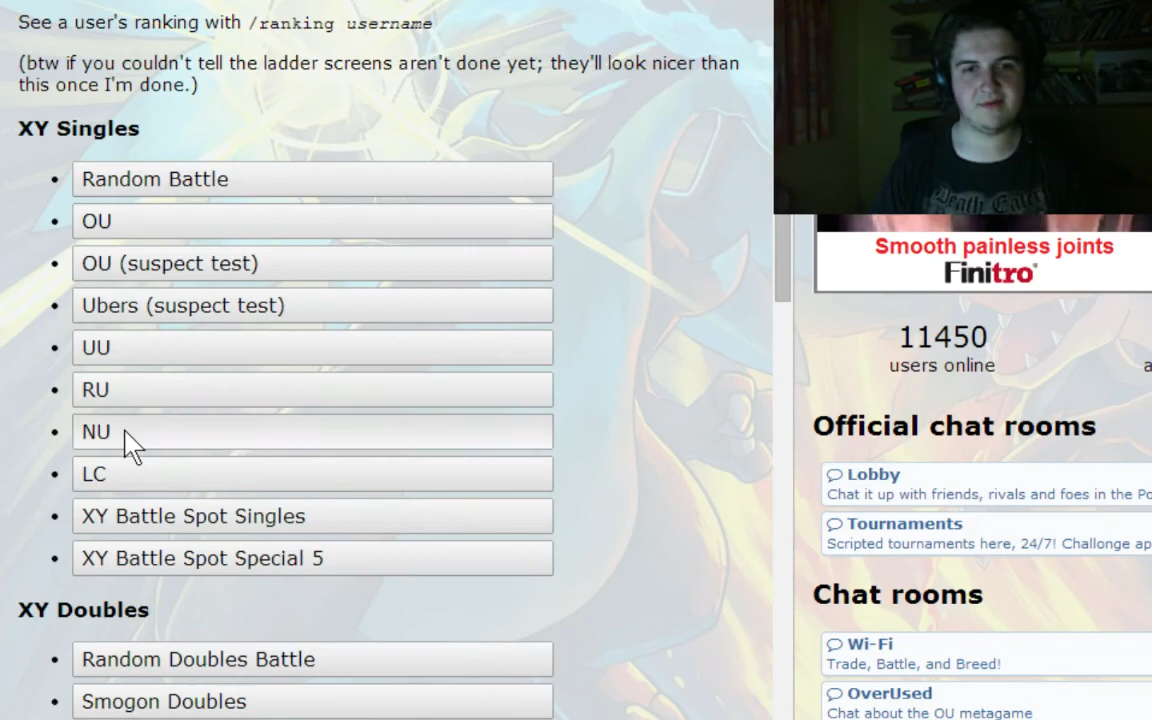 See a user's ranking with /ranking username
(btw if you couldn't tell the ladder screens aren't done yet; they'll look nicer than
this once I'm done.)
XY Singles
Random Battle
OU
OU (suspect test)
Ubers (suspect test)
UU
RU
NU
LC
XY Battle Spot Singles
XY Battle Spot Special 5
XY Doubles
Random Doubles Battle
Smogon Doubles
Death Eater
Smooth painless joints
Finitro
11450
users online
a
Official chat rooms
Lobby
Chat it up with friends, rivals and foes in the Po
Tournaments
Scripted tournaments here, 24/7! Challonge ap
Chat rooms
Wi-Fi
Trade, Battle, and Breed!
OverUsed
Chat about the OU metagame